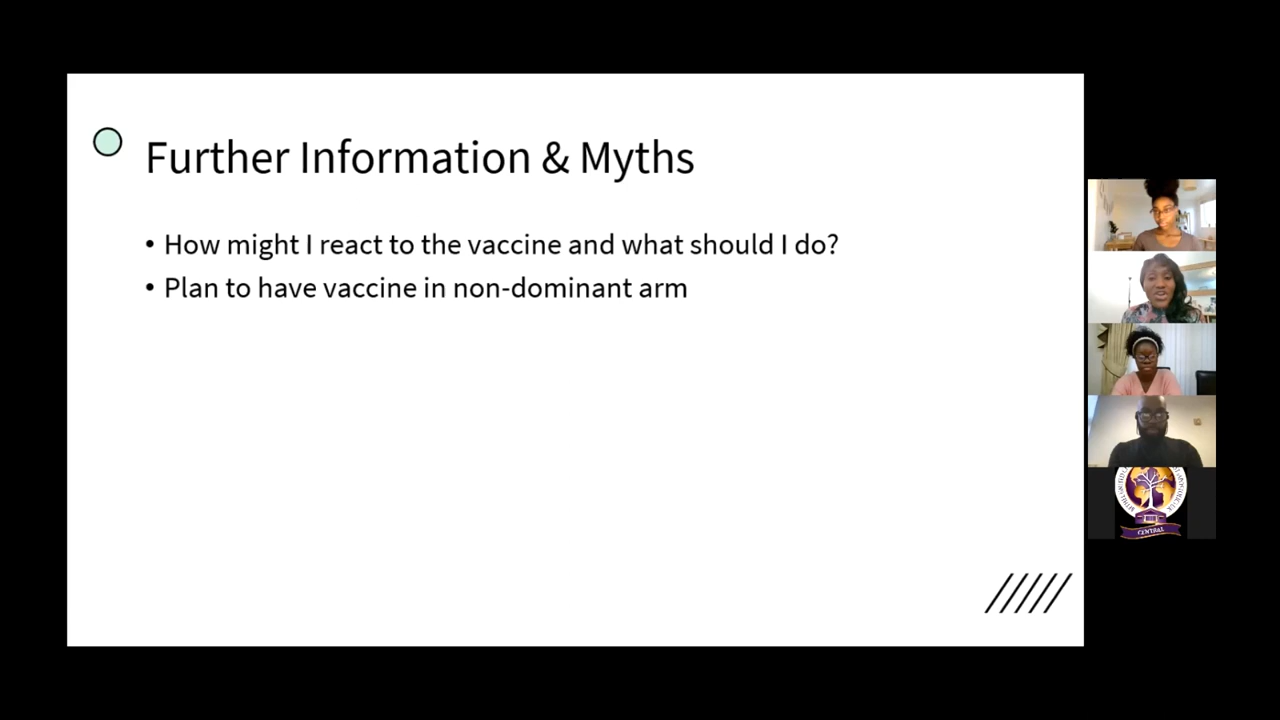 Further Information & Myths
• How might I react to the vaccine and what should I do?
• Plan to have vaccine in non-dominant arm
CENTRAL